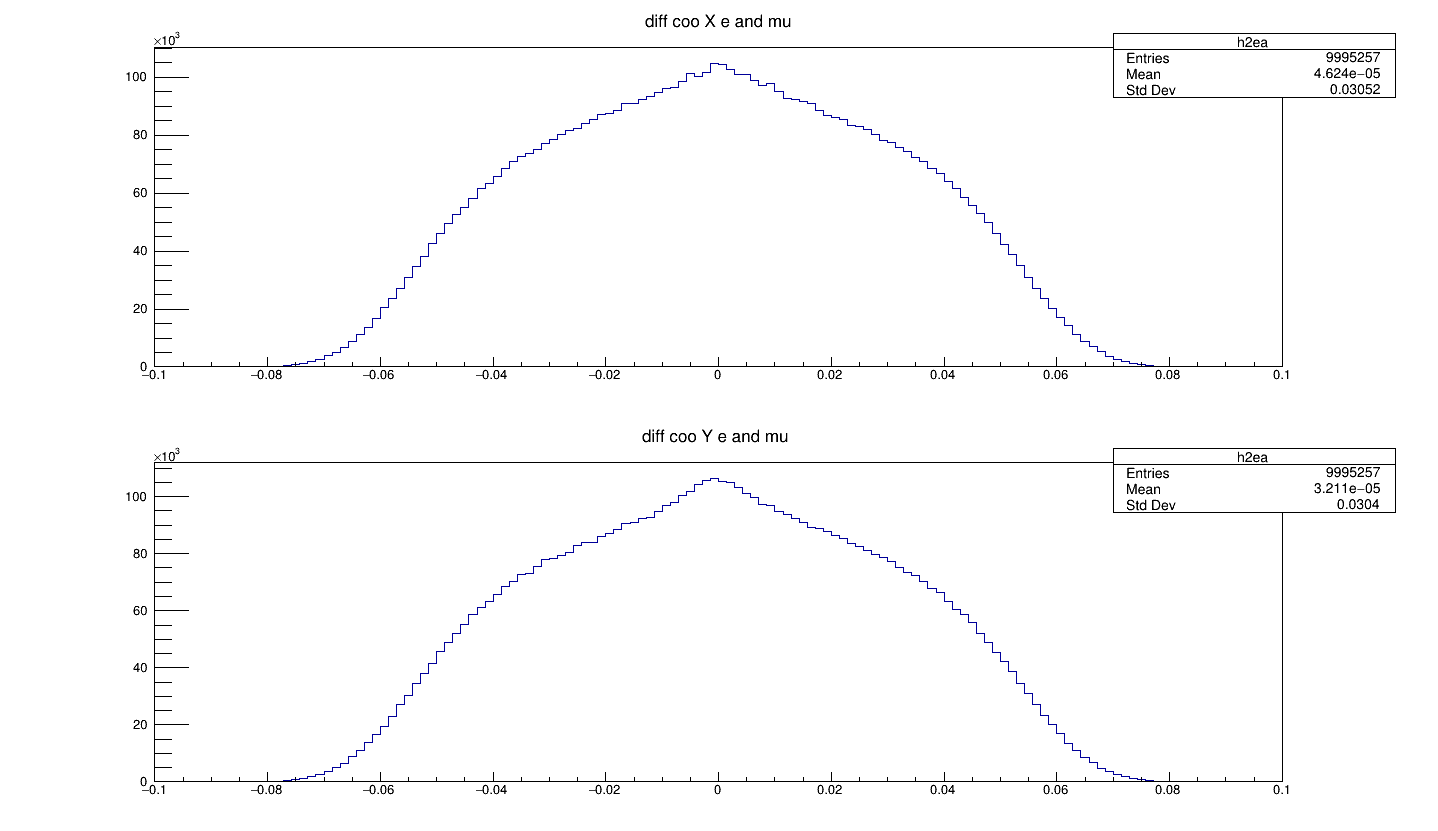 diff coo X e and mu
×10³
h2ea
Entries 9995257
Mean 4.624e−05
Std Dev 0.03052
100
80
60
40
20
0
−0.1 −0.08 −0.06 −0.04 −0.02 0 0.02 0.04 0.06 0.08 0.1
diff coo Y e and mu
×10³
h2ea
Entries 9995257
Mean 3.211e−05
Std Dev 0.0304
100
80
60
40
20
0
−0.1 −0.08 −0.06 −0.04 −0.02 0 0.02 0.04 0.06 0.08 0.1